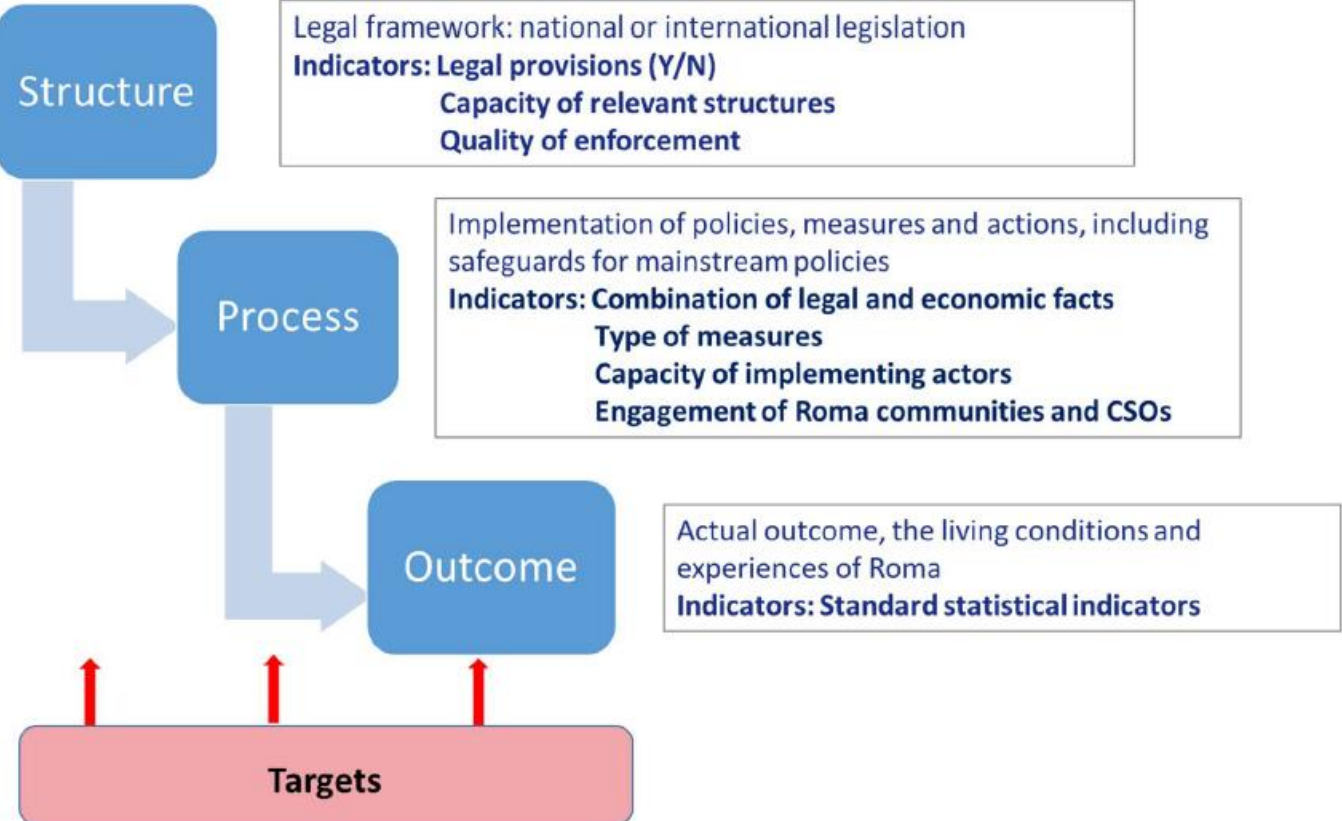 Structure
Legal framework: national or international legislation
Indicators: Legal provisions (Y/N)
Capacity of relevant structures
Quality of enforcement
Process
Implementation of policies, measures and actions, including
safeguards for mainstream policies
Indicators: Combination of legal and economic facts
Type of measures
Capacity of implementing actors
Engagement of Roma communities and CSOs
Outcome
Actual outcome, the living conditions and
experiences of Roma
Indicators: Standard statistical indicators
Targets